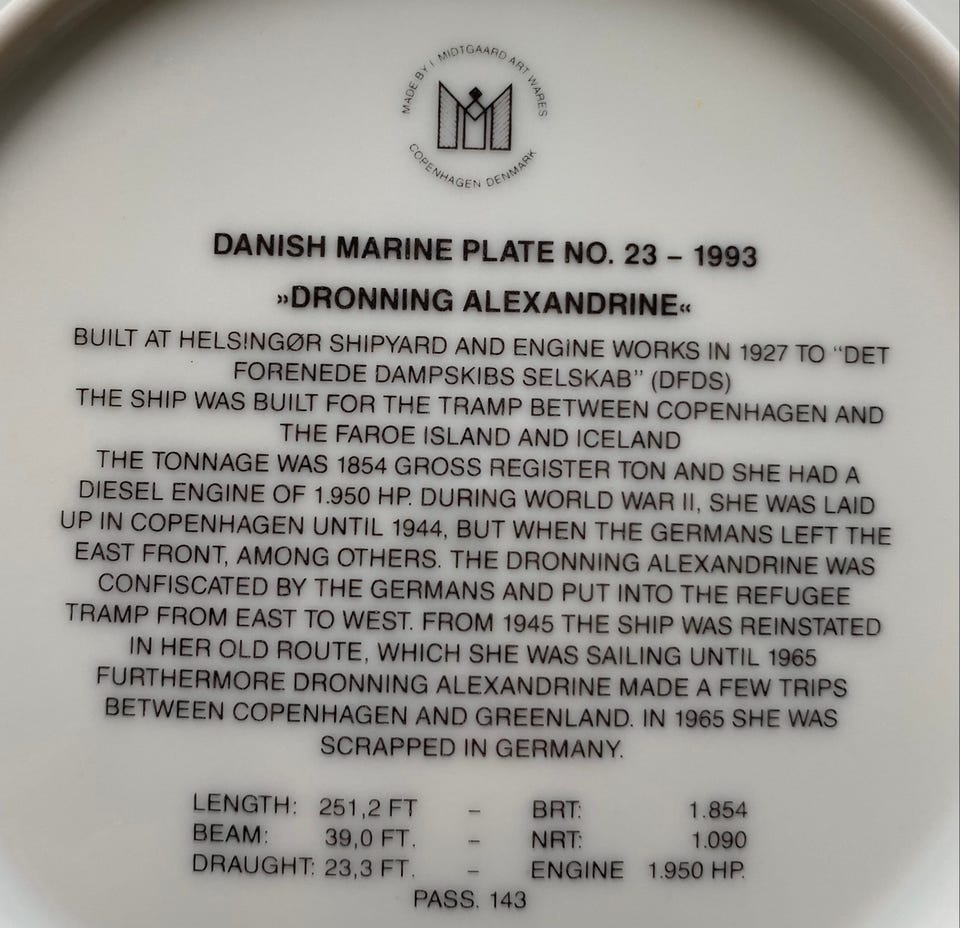 MADE BY I. MIDTGAARD ART WARES
COPENHAGEN DENMARK
DANISH MARINE PLATE NO. 23 – 1993
»DRONNING ALEXANDRINE«
BUILT AT HELSINGØR SHIPYARD AND ENGINE WORKS IN 1927 TO “DET
FORENEDE DAMPSKIBS SELSKAB” (DFDS)
THE SHIP WAS BUILT FOR THE TRAMP BETWEEN COPENHAGEN AND
THE FAROE ISLAND AND ICELAND
THE TONNAGE WAS 1854 GROSS REGISTER TON AND SHE HAD A
DIESEL ENGINE OF 1.950 HP. DURING WORLD WAR II, SHE WAS LAID
UP IN COPENHAGEN UNTIL 1944, BUT WHEN THE GERMANS LEFT THE
EAST FRONT, AMONG OTHERS. THE DRONNING ALEXANDRINE WAS
CONFISCATED BY THE GERMANS AND PUT INTO THE REFUGEE
TRAMP FROM EAST TO WEST. FROM 1945 THE SHIP WAS REINSTATED
IN HER OLD ROUTE, WHICH SHE WAS SAILING UNTIL 1965
FURTHERMORE DRONNING ALEXANDRINE MADE A FEW TRIPS
BETWEEN COPENHAGEN AND GREENLAND. IN 1965 SHE WAS
SCRAPPED IN GERMANY.
LENGTH: 251,2 FT – BRT: 1.854
BEAM: 39,0 FT. – NRT: 1.090
DRAUGHT: 23,3 FT. – ENGINE 1.950 HP.
PASS. 143